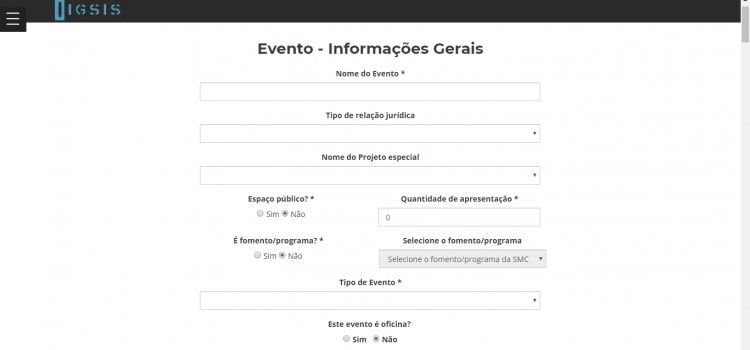 IGSIS
Evento - Informações Gerais
Nome do Evento *
Tipo de relação jurídica
Nome do Projeto especial
Espaço público? * Quantidade de apresentação *
Sim Não 0
É fomento/programa? * Selecione o fomento/programa
Sim Não Selecione o fomento/programa da SMC
Tipo de Evento *
Este evento é oficina?
Sim Não